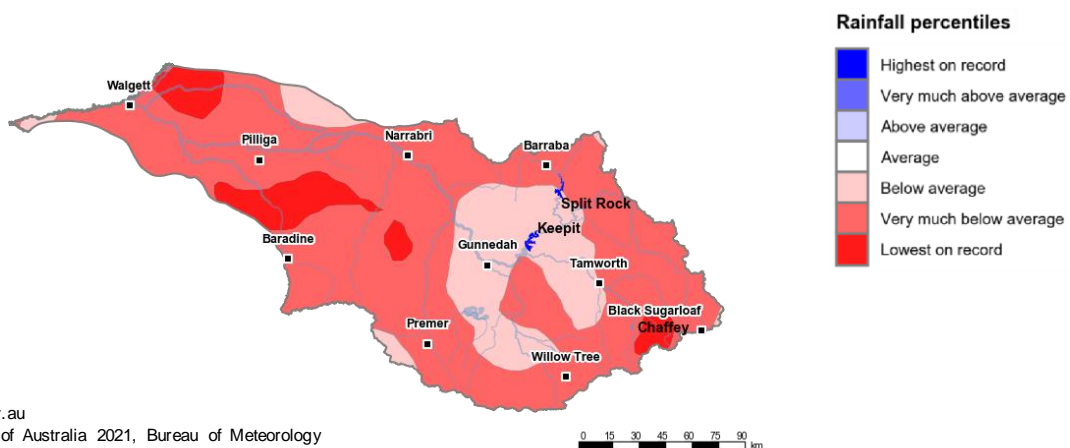 Rainfall percentiles
Highest on record
Very much above average
Above average
Average
Below average
Very much below average
Lowest on record
Walgett
Pilliga
Narrabri
Barraba
Split Rock
Keepit
Baradine
Gunnedah
Tamworth
Black Sugarloaf
Chaffey
Premer
Willow Tree
.au
of Australia 2021, Bureau of Meteorology
0 15 30 45 60 75 90
km